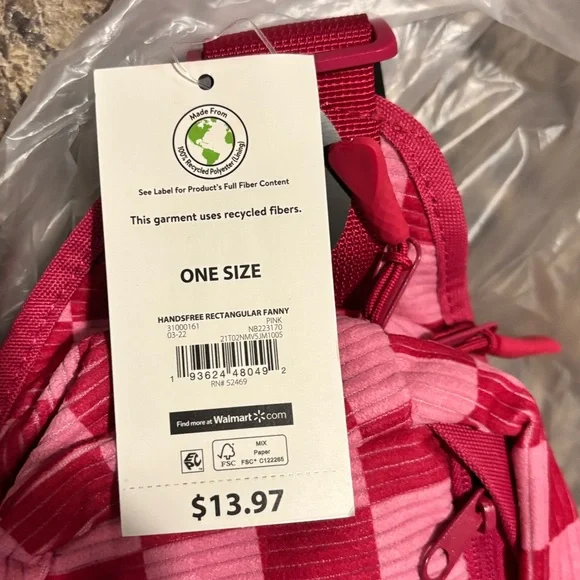 Made From
100% Recycled Polyester (Lining)
See Label for Product's Full Fiber Content
This garment uses recycled fibers.
ONE SIZE
HANDSFREE RECTANGULAR FANNY
31000161 PINK
03-22 NB223170
21T02NMV5JM1005
1 93624 48049 2
RN# 52469
Find more at Walmart.com
FSC
MIX
Paper
FSC® C122265
$13.97